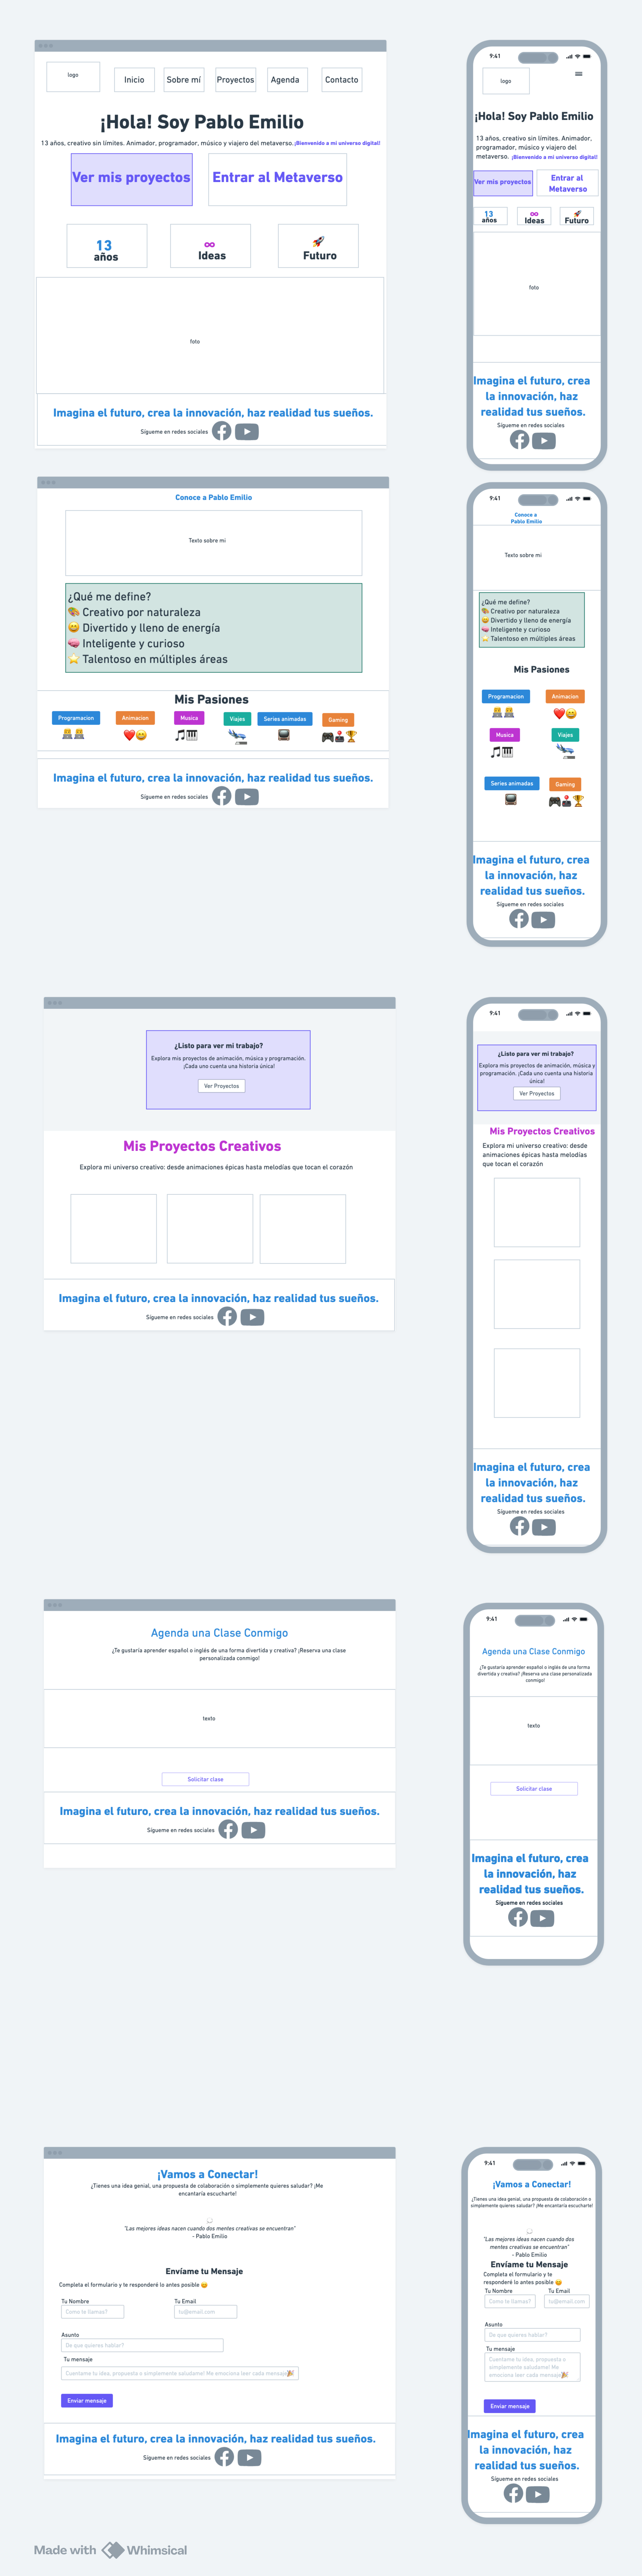 logo
Inicio
Sobre mí
Proyectos
Agenda
Contacto
¡Hola! Soy Pablo Emilio
13 años, creativo sin límites. Animador, programador, músico y viajero del metaverso. ¡Bienvenido a mi universo digital!
Ver mis proyectos
Entrar al Metaverso
13
años
∞
Ideas
Futuro
foto
Imagina el futuro, crea la innovación, haz realidad tus sueños.
Sígueme en redes sociales
9:41
logo
¡Hola! Soy Pablo Emilio
13 años, creativo sin límites. Animador,
programador, músico y viajero del
metaverso. ¡Bienvenido a mi universo digital!
Ver mis proyectos
Entrar al
Metaverso
13
años
∞
Ideas
Futuro
foto
Imagina el futuro, crea
la innovación, haz
realidad tus sueños.
Sígueme en redes sociales
Conoce a Pablo Emilio
Texto sobre mi
¿Qué me define?
Creativo por naturaleza
Divertido y lleno de energía
Inteligente y curioso
Talentoso en múltiples áreas
Mis Pasiones
Programacion
Animacion
Musica
Viajes
Series animadas
Gaming
Imagina el futuro, crea la innovación, haz realidad tus sueños.
Sígueme en redes sociales
9:41
Conoce a
Pablo Emilio
Texto sobre mi
¿Qué me define?
Creativo por naturaleza
Divertido y lleno de energía
Inteligente y curioso
Talentoso en múltiples áreas
Mis Pasiones
Programacion
Animacion
Musica
Viajes
Series animadas
Gaming
Imagina el futuro, crea
la innovación, haz
realidad tus sueños.
Sígueme en redes sociales
¿Listo para ver mi trabajo?
Explora mis proyectos de animación, música y programación.
¡Cada uno cuenta una historia única!
Ver Proyectos
Mis Proyectos Creativos
Explora mi universo creativo: desde animaciones épicas hasta melodías que tocan el corazón
Imagina el futuro, crea la innovación, haz realidad tus sueños.
Sígueme en redes sociales
9:41
¿Listo para ver mi trabajo?
Explora mis proyectos de animación, música y
programación. ¡Cada uno cuenta una historia
única!
Ver Proyectos
Mis Proyectos Creativos
Explora mi universo creativo: desde
animaciones épicas hasta melodías
que tocan el corazón
Imagina el futuro, crea
la innovación, haz
realidad tus sueños.
Sígueme en redes sociales
Agenda una Clase Conmigo
¿Te gustaría aprender español o inglés de una forma divertida y creativa? ¡Reserva una clase
personalizada conmigo!
texto
Solicitar clase
Imagina el futuro, crea la innovación, haz realidad tus sueños.
Sígueme en redes sociales
9:41
Agenda una Clase Conmigo
¿Te gustaría aprender español o inglés de una forma
divertida y creativa? ¡Reserva una clase personalizada
conmigo!
texto
Solicitar clase
Imagina el futuro, crea
la innovación, haz
realidad tus sueños.
Sígueme en redes sociales
¡Vamos a Conectar!
¿Tienes una idea genial, una propuesta de colaboración o simplemente quieres saludar? ¡Me
encantaría escucharte!
"Las mejores ideas nacen cuando dos mentes creativas se encuentran"
- Pablo Emilio
Envíame tu Mensaje
Completa el formulario y te responderé lo antes posible
Tu Nombre
Tu Email
Como te llamas?
tu@email.com
Asunto
De que quieres hablar?
Tu mensaje
Cuentame tu idea, propuesta o simplemente saludame! Me emociona leer cada mensaje
Enviar mensaje
Imagina el futuro, crea la innovación, haz realidad tus sueños.
Sígueme en redes sociales
9:41
¡Vamos a Conectar!
¿Tienes una idea genial, una propuesta de colaboración o
simplemente quieres saludar? ¡Me encantaría escucharte!
"Las mejores ideas nacen cuando dos
mentes creativas se encuentran"
- Pablo Emilio
Envíame tu Mensaje
Completa el formulario y te
responderé lo antes posible
Tu Nombre
Tu Email
Como te llamas?
tu@email.com
Asunto
De que quieres hablar?
Tu mensaje
Cuentame tu idea, propuesta o
simplemente saludame! Me
emociona leer cada mensaje
Enviar mensaje
Imagina el futuro, crea
la innovación, haz
realidad tus sueños.
Sígueme en redes sociales
Made with Whimsical